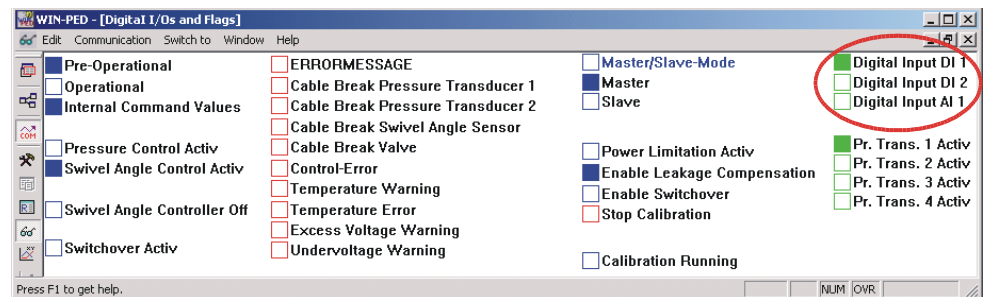 WIN-PED - [Digital I/Os and Flags]
Edit Communication Switch to Window Help
Pre-Operational
Operational
Internal Command Values
Pressure Control Activ
Swivel Angle Control Activ
Swivel Angle Controller Off
Switchover Activ
ERRORMESSAGE
Cable Break Pressure Transducer 1
Cable Break Pressure Transducer 2
Cable Break Swivel Angle Sensor
Cable Break Valve
Control-Error
Temperature Warning
Temperature Error
Excess Voltage Warning
Undervoltage Warning
Master/Slave-Mode
Master
Slave
Power Limitation Activ
Enable Leakage Compensation
Enable Switchover
Stop Calibration
Calibration Running
Digital Input DI 1
Digital Input DI 2
Digital Input AI 1
Pr. Trans. 1 Activ
Pr. Trans. 2 Activ
Pr. Trans. 3 Activ
Pr. Trans. 4 Activ
COM
R
XY
Press F1 to get help.
NUM OVR